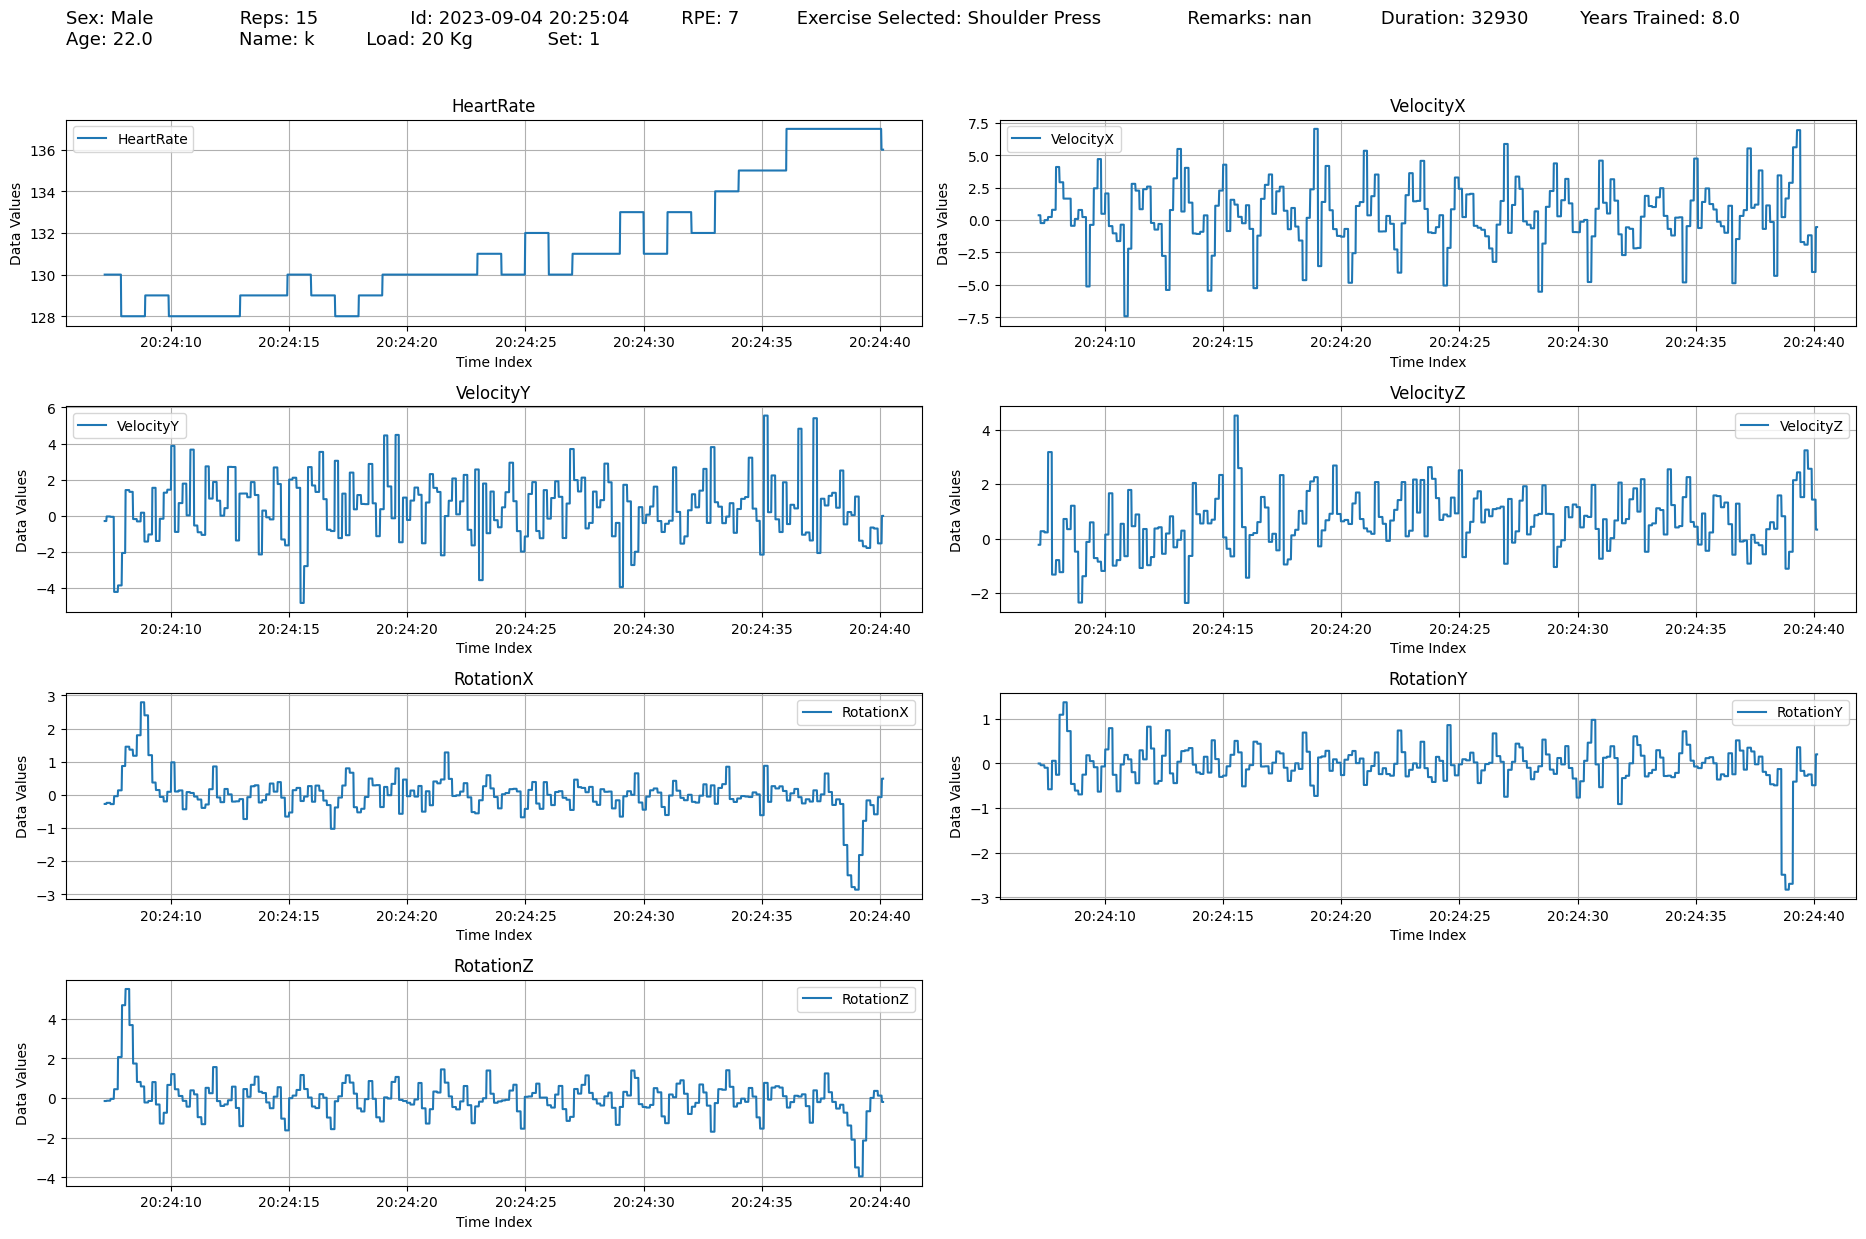 Sex: Male Reps: 15 Id: 2023-09-04 20:25:04 RPE: 7 Exercise Selected: Shoulder Press Remarks: nan Duration: 32930 Years Trained: 8.0
Age: 22.0 Name: k Load: 20 Kg Set: 1
HeartRate
HeartRate
Data Values
136
134
132
130
128
20:24:10 20:24:15 20:24:20 20:24:25 20:24:30 20:24:35 20:24:40
Time Index
VelocityX
VelocityX
Data Values
7.5
5.0
2.5
0.0
−2.5
−5.0
−7.5
20:24:10 20:24:15 20:24:20 20:24:25 20:24:30 20:24:35 20:24:40
Time Index
VelocityY
VelocityY
Data Values
6
4
2
0
−2
−4
20:24:10 20:24:15 20:24:20 20:24:25 20:24:30 20:24:35 20:24:40
Time Index
VelocityZ
VelocityZ
Data Values
4
2
0
−2
20:24:10 20:24:15 20:24:20 20:24:25 20:24:30 20:24:35 20:24:40
Time Index
RotationX
RotationX
Data Values
3
2
1
0
−1
−2
−3
20:24:10 20:24:15 20:24:20 20:24:25 20:24:30 20:24:35 20:24:40
Time Index
RotationY
RotationY
Data Values
1
0
−1
−2
−3
20:24:10 20:24:15 20:24:20 20:24:25 20:24:30 20:24:35 20:24:40
Time Index
RotationZ
RotationZ
Data Values
4
2
0
−2
−4
20:24:10 20:24:15 20:24:20 20:24:25 20:24:30 20:24:35 20:24:40
Time Index